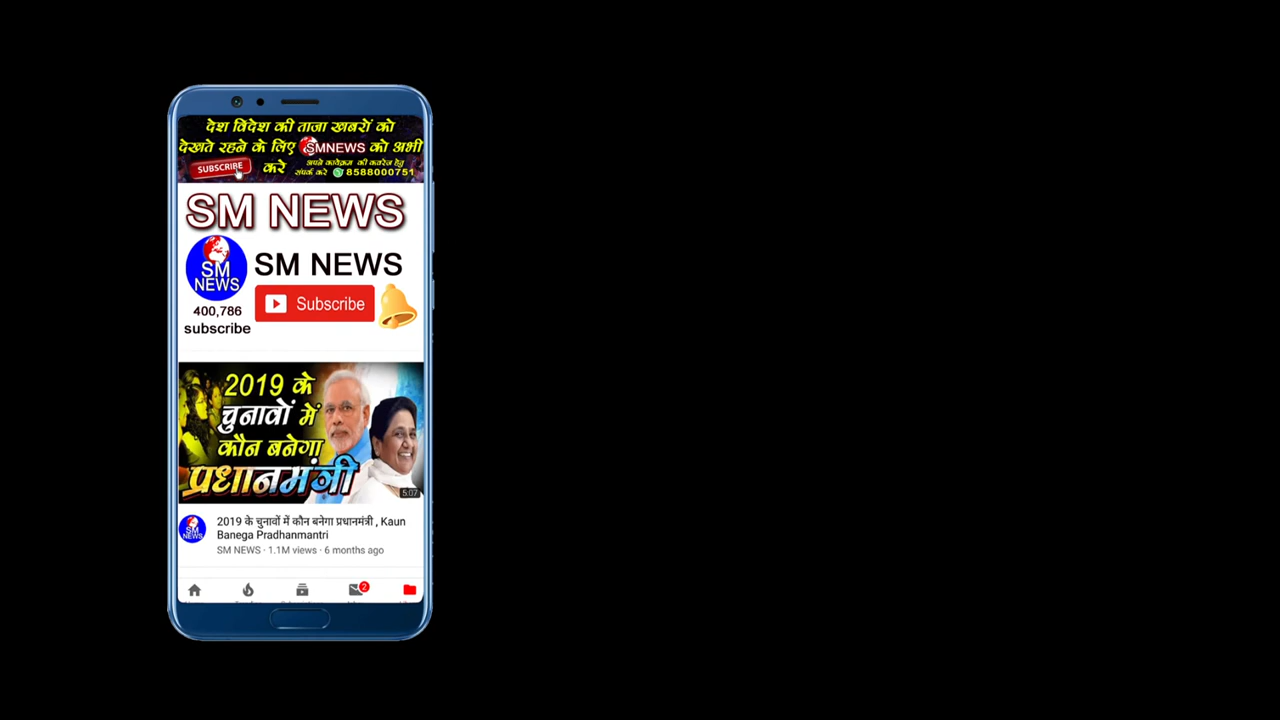 देश विदेश की ताजा खबरों को
देखते रहने के लिए SMNEWS को अभी
SUBSCRIBE करे
अपने कार्यक्रम की कवरेज हेतु
संपर्क करे 8588000751
SM NEWS
SM NEWS
SM NEWS
Subscribe
400,786
subscribe
2019 के
चुनावों में
कौन बनेगा
प्रधानमंत्री
5:07
SM NEWS
2019 के चुनावों में कौन बनेगा प्रधानमंत्री , Kaun
Banega Pradhanmantri
SM NEWS · 1.1M views · 6 months ago
2